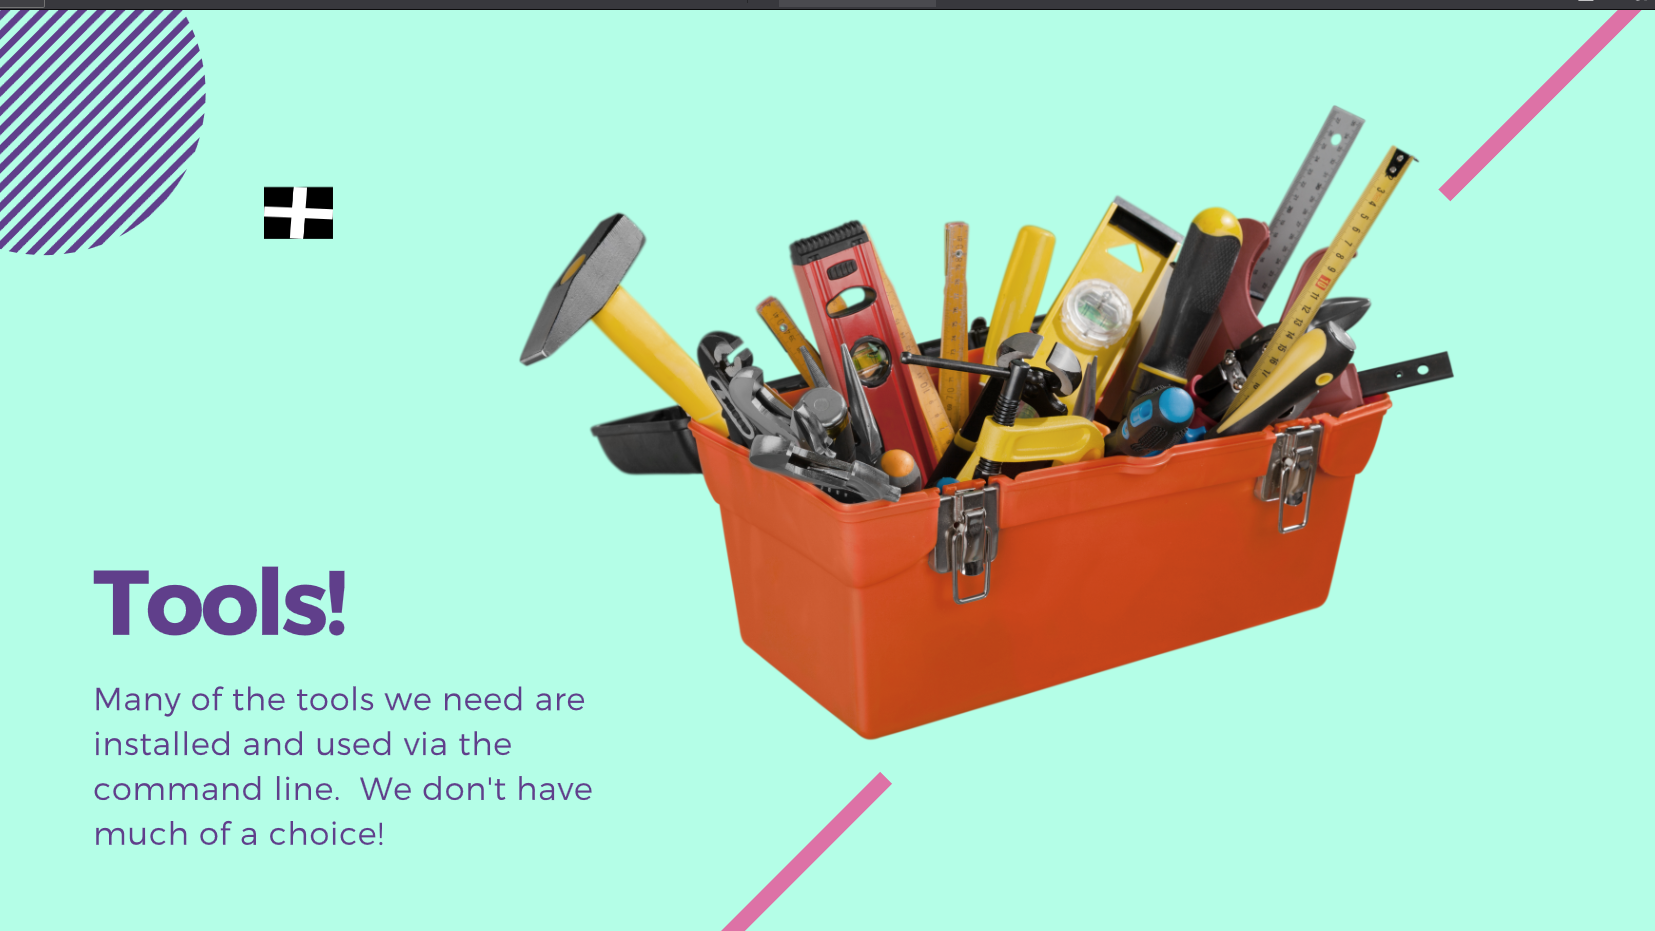 Tools!
Many of the tools we need are
installed and used via the
command line.  We don't have
much of a choice!